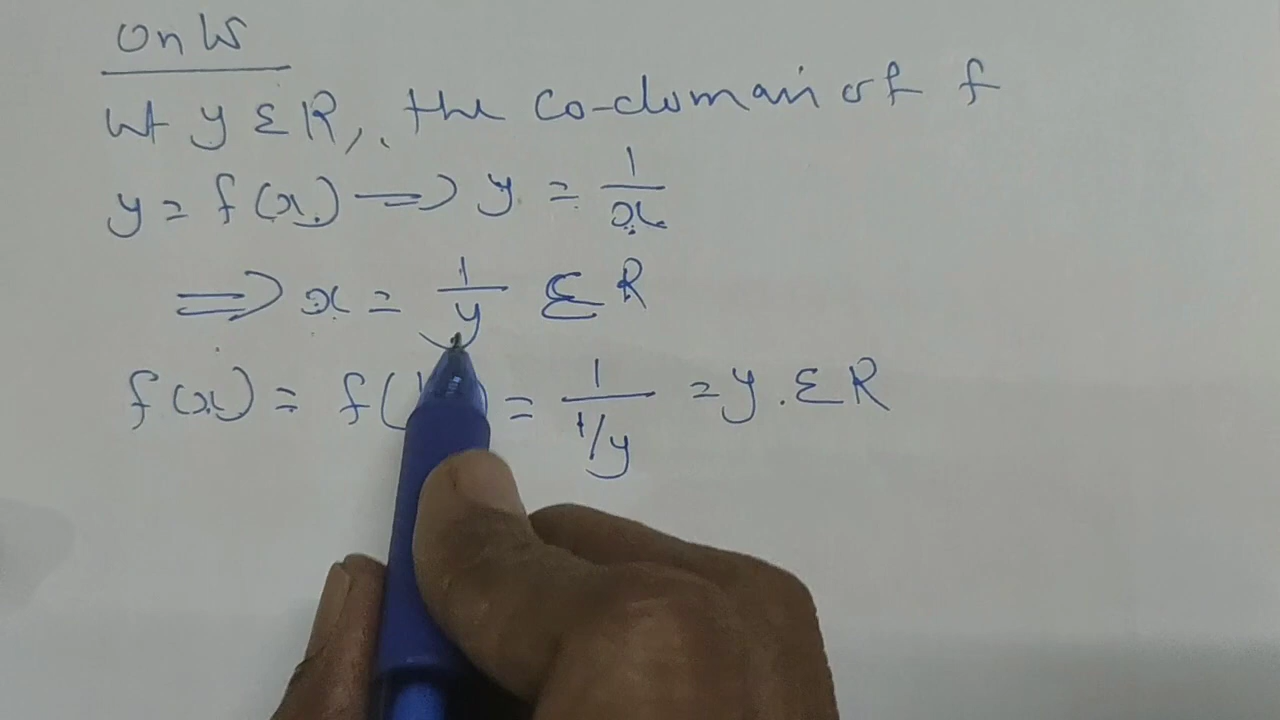 Onto
let y ∈ R, the co-domain of f
y = f(x) ⟹ y = 1/x
⟹ x = 1/y ∈ R
f(x) = f( ) = 1/(1/y) = y. ∈ R